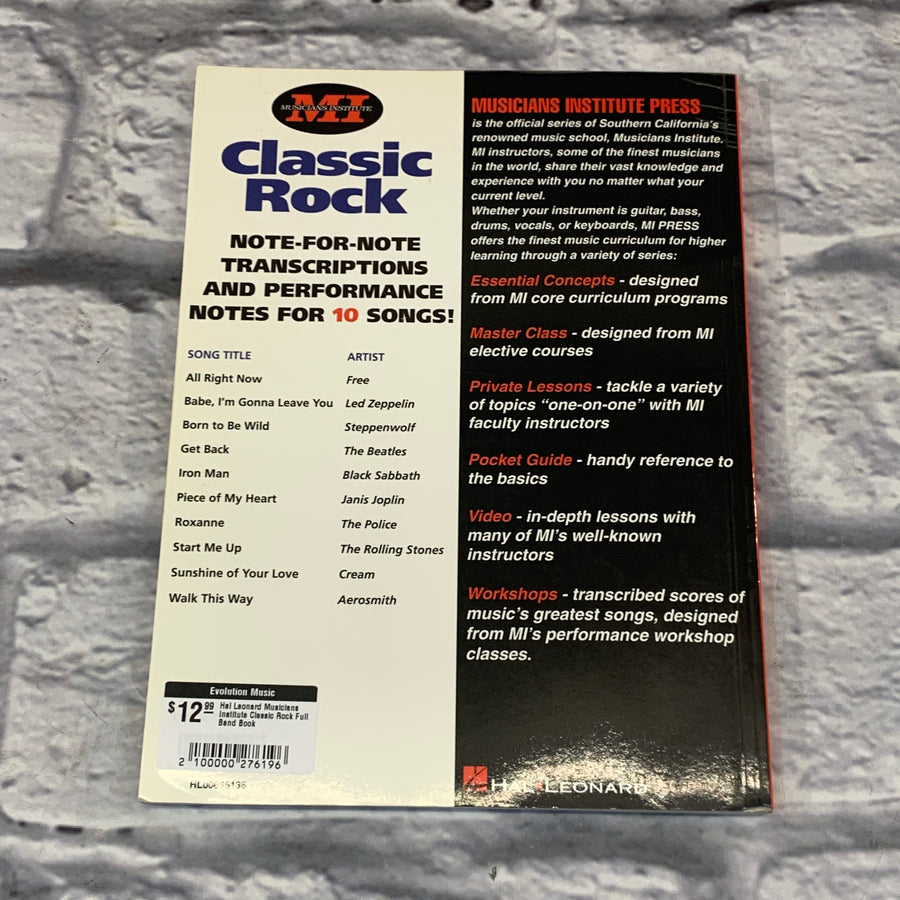 MI
MUSICIANS INSTITUTE
Classic
Rock
NOTE-FOR-NOTE
TRANSCRIPTIONS
AND PERFORMANCE
NOTES FOR 10 SONGS!
SONG TITLE ARTIST
All Right Now Free
Babe, I'm Gonna Leave You Led Zeppelin
Born to Be Wild Steppenwolf
Get Back The Beatles
Iron Man Black Sabbath
Piece of My Heart Janis Joplin
Roxanne The Police
Start Me Up The Rolling Stones
Sunshine of Your Love Cream
Walk This Way Aerosmith
Evolution Music
$12.99 Hal Leonard Musicians
Institute Classic Rock Full
Band Book
2 100000 276196
MUSICIANS INSTITUTE PRESS
is the official series of Southern California's
renowned music school, Musicians Institute.
MI instructors, some of the finest musicians
in the world, share their vast knowledge and
experience with you no matter what your
current level.
Whether your instrument is guitar, bass,
drums, vocals, or keyboards, MI PRESS
offers the finest music curriculum for higher
learning through a variety of series:
Essential Concepts - designed
from MI core curriculum programs
Master Class - designed from MI
elective courses
Private Lessons - tackle a variety
of topics "one-on-one" with MI
faculty instructors
Pocket Guide - handy reference to
the basics
Video - in-depth lessons with
many of MI's well-known
instructors
Workshops - transcribed scores of
music's greatest songs, designed
from MI's performance workshop
classes.
HAL LEONARD